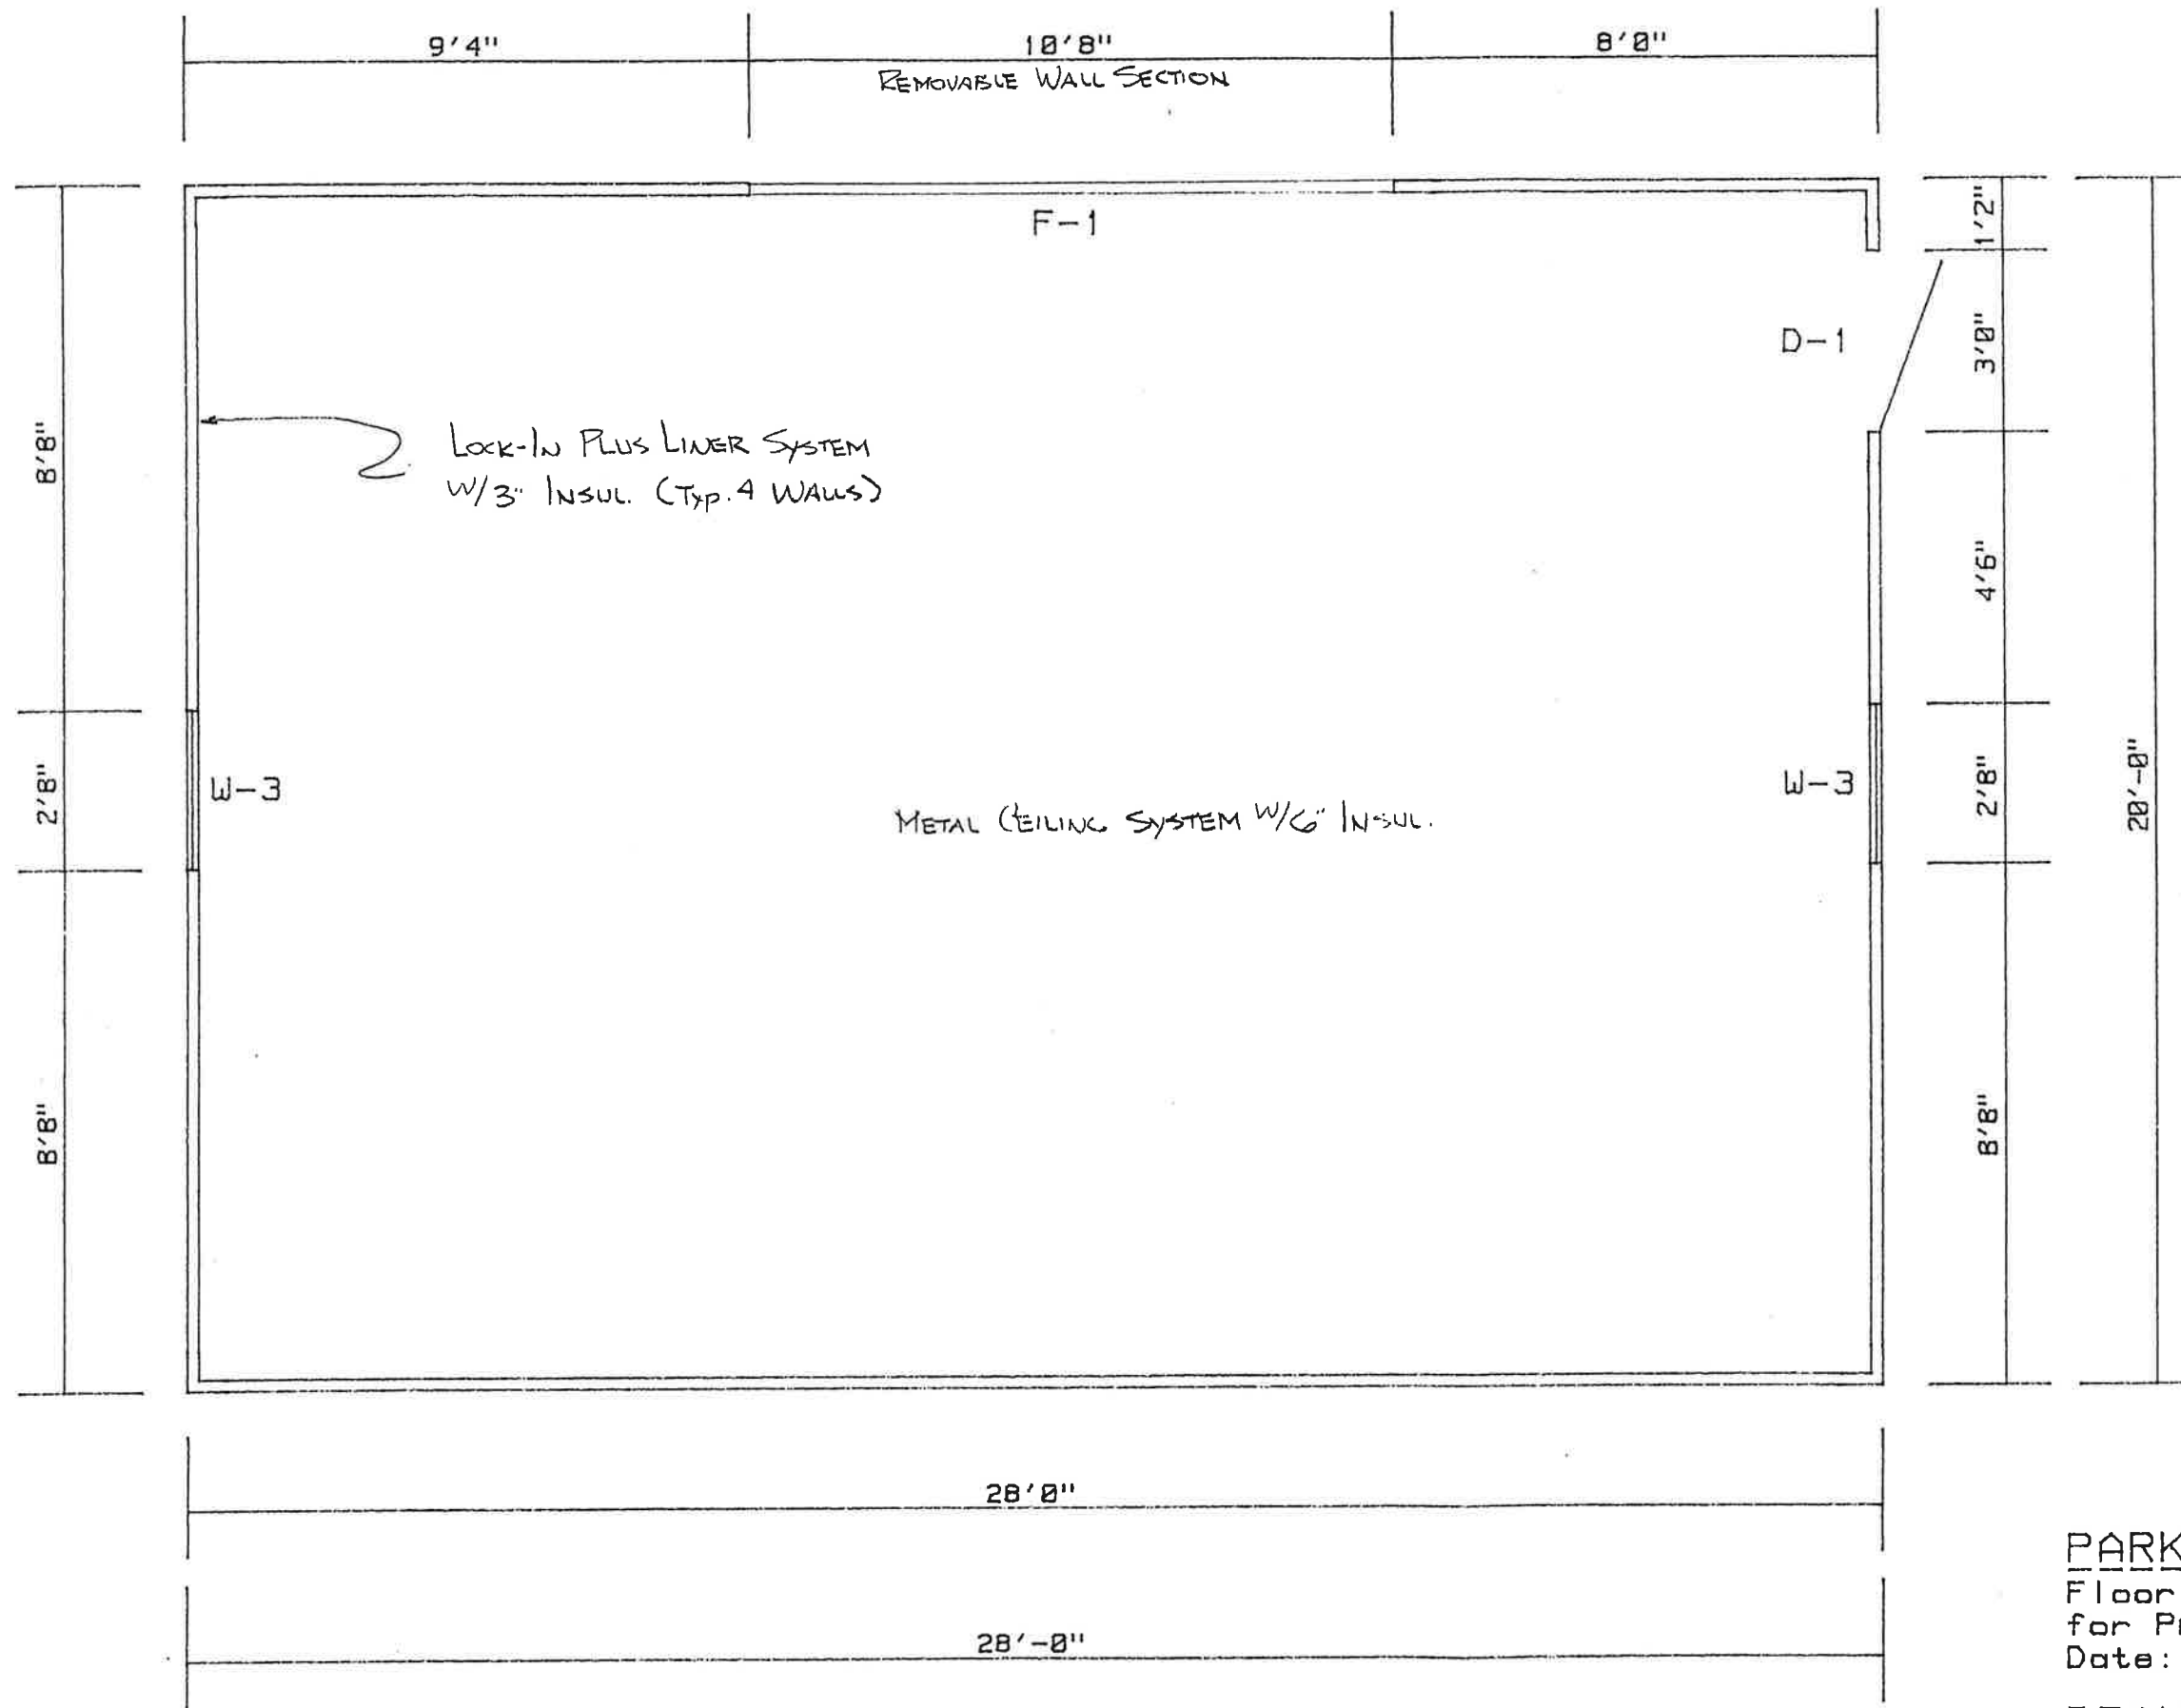 9'4"
10'8"
8'0"
REMOVABLE WALL SECTION
F-1
1'2"
D-1
3'0"
8'8"
LOCK-IN PLUS LINER SYSTEM
W/3" INSUL. (TYP. 4 WALLS)
4'6"
2'8"
W-3
METAL CEILING SYSTEM W/6" INSUL.
W-3
2'8"
20'-0"
8'8"
8'8"
28'0"
28'-0"
PARK
Floor
for
Date: